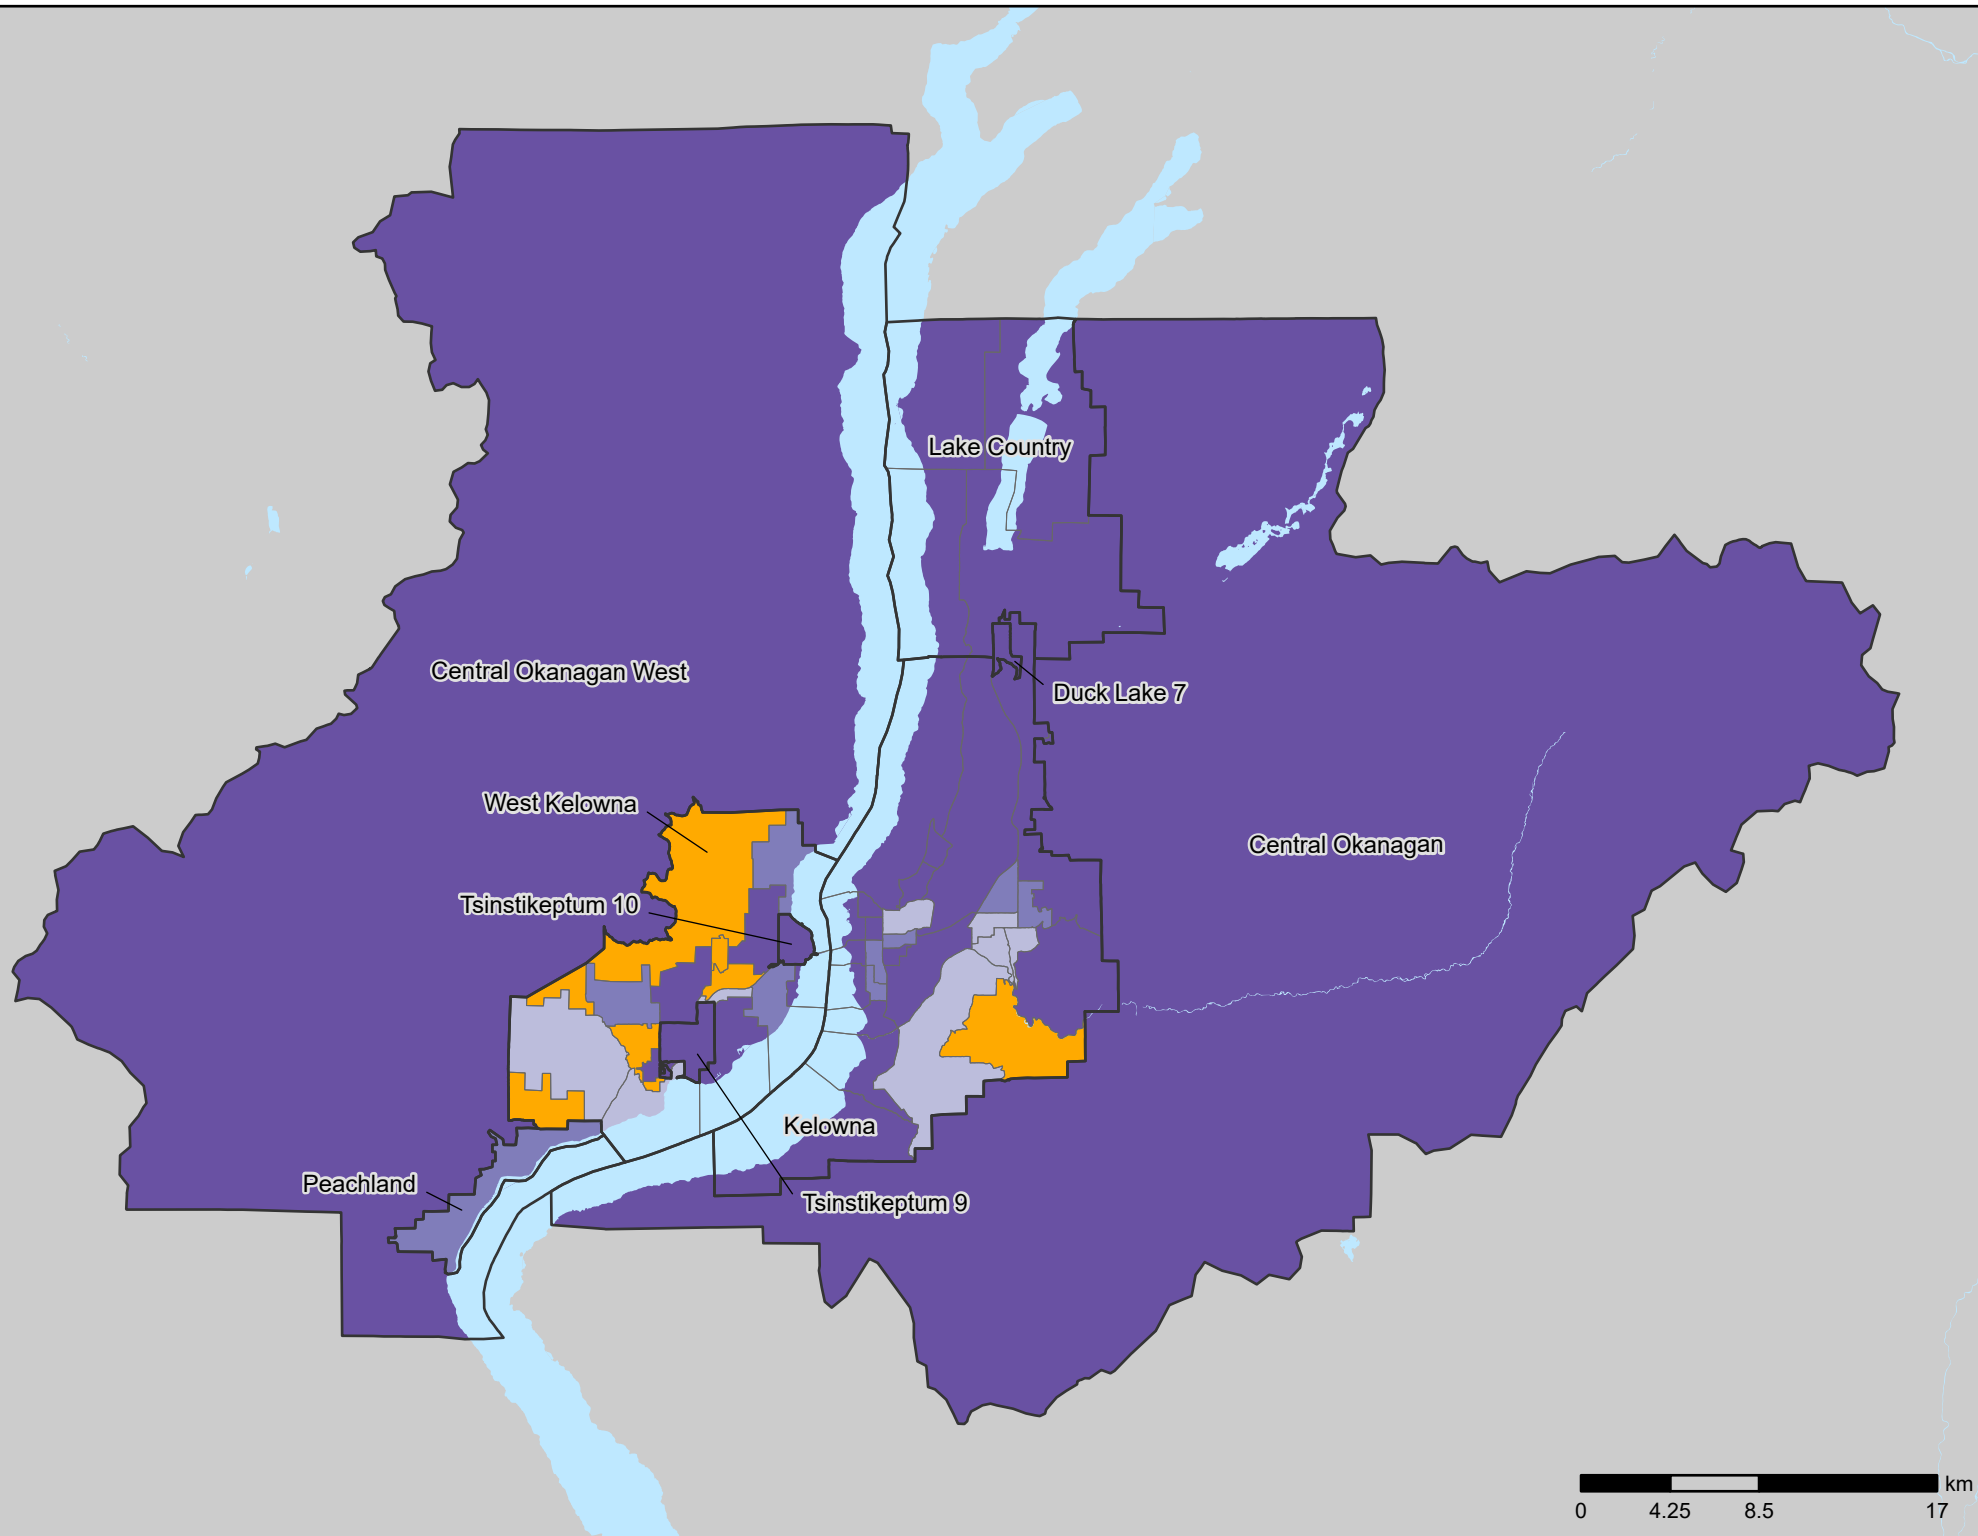 Lake Country
Central Okanagan West
Duck Lake 7
West Kelowna
Central Okanagan
Tsinstikeptum 10
Kelowna
Peachland
Tsinstikeptum 9
km
0 4.25 8.5 17